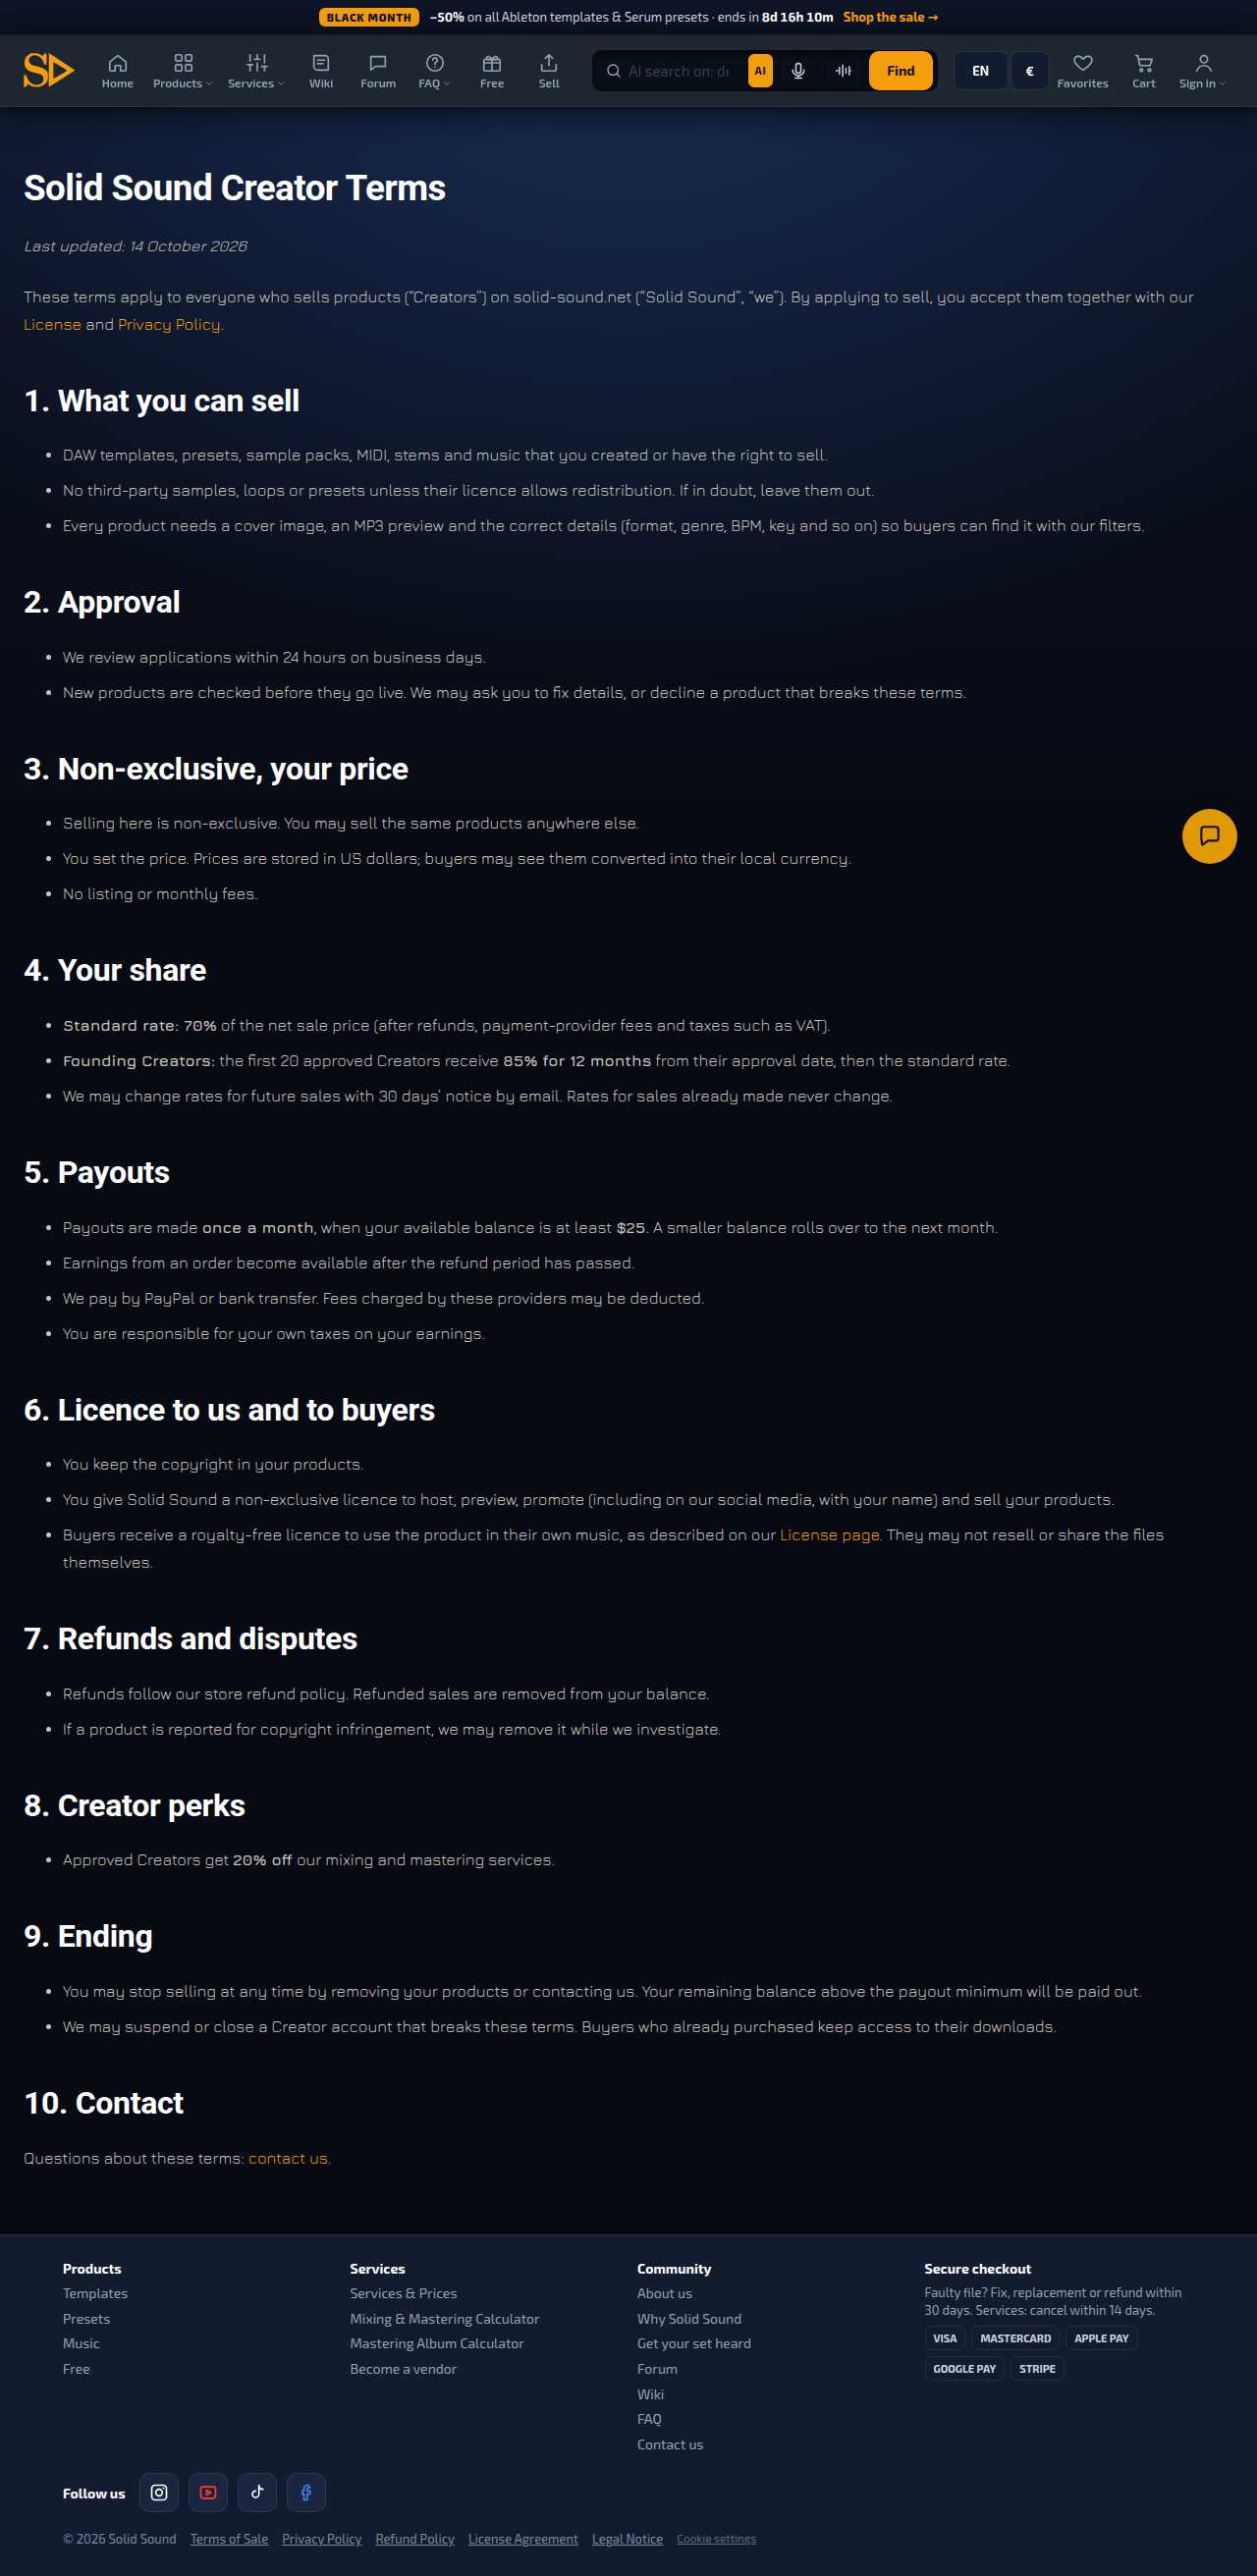 BLACK MONTH −50% on all Ableton templates & Serum presets · ends in 8d 16h 10m Shop the sale →
Home Products Services Wiki Forum FAQ Free Sell AI search on: dr AI Find EN € Favorites Cart Sign in
Solid Sound Creator Terms
Last updated: 14 October 2026
These terms apply to everyone who sells products (“Creators”) on solid-sound.net (“Solid Sound”, “we”). By applying to sell, you accept them together with our
License and Privacy Policy.
1. What you can sell
• DAW templates, presets, sample packs, MIDI, stems and music that you created or have the right to sell.
• No third-party samples, loops or presets unless their licence allows redistribution. If in doubt, leave them out.
• Every product needs a cover image, an MP3 preview and the correct details (format, genre, BPM, key and so on) so buyers can find it with our filters.
2. Approval
• We review applications within 24 hours on business days.
• New products are checked before they go live. We may ask you to fix details, or decline a product that breaks these terms.
3. Non-exclusive, your price
• Selling here is non-exclusive. You may sell the same products anywhere else.
• You set the price. Prices are stored in US dollars; buyers may see them converted into their local currency.
• No listing or monthly fees.
4. Your share
• Standard rate: 70% of the net sale price (after refunds, payment-provider fees and taxes such as VAT).
• Founding Creators: the first 20 approved Creators receive 85% for 12 months from their approval date, then the standard rate.
• We may change rates for future sales with 30 days’ notice by email. Rates for sales already made never change.
5. Payouts
• Payouts are made once a month, when your available balance is at least $25. A smaller balance rolls over to the next month.
• Earnings from an order become available after the refund period has passed.
• We pay by PayPal or bank transfer. Fees charged by these providers may be deducted.
• You are responsible for your own taxes on your earnings.
6. Licence to us and to buyers
• You keep the copyright in your products.
• You give Solid Sound a non-exclusive licence to host, preview, promote (including on our social media, with your name) and sell your products.
• Buyers receive a royalty-free licence to use the product in their own music, as described on our License page. They may not resell or share the files
themselves.
7. Refunds and disputes
• Refunds follow our store refund policy. Refunded sales are removed from your balance.
• If a product is reported for copyright infringement, we may remove it while we investigate.
8. Creator perks
• Approved Creators get 20% off our mixing and mastering services.
9. Ending
• You may stop selling at any time by removing your products or contacting us. Your remaining balance above the payout minimum will be paid out.
• We may suspend or close a Creator account that breaks these terms. Buyers who already purchased keep access to their downloads.
10. Contact
Questions about these terms: contact us.
Products
Templates
Presets
Music
Free
Services
Services & Prices
Mixing & Mastering Calculator
Mastering Album Calculator
Become a vendor
Community
About us
Why Solid Sound
Get your set heard
Forum
Wiki
FAQ
Contact us
Secure checkout
Faulty file? Fix, replacement or refund within
30 days. Services: cancel within 14 days.
VISA MASTERCARD APPLE PAY
GOOGLE PAY STRIPE
Follow us
© 2026 Solid Sound Terms of Sale Privacy Policy Refund Policy License Agreement Legal Notice Cookie settings